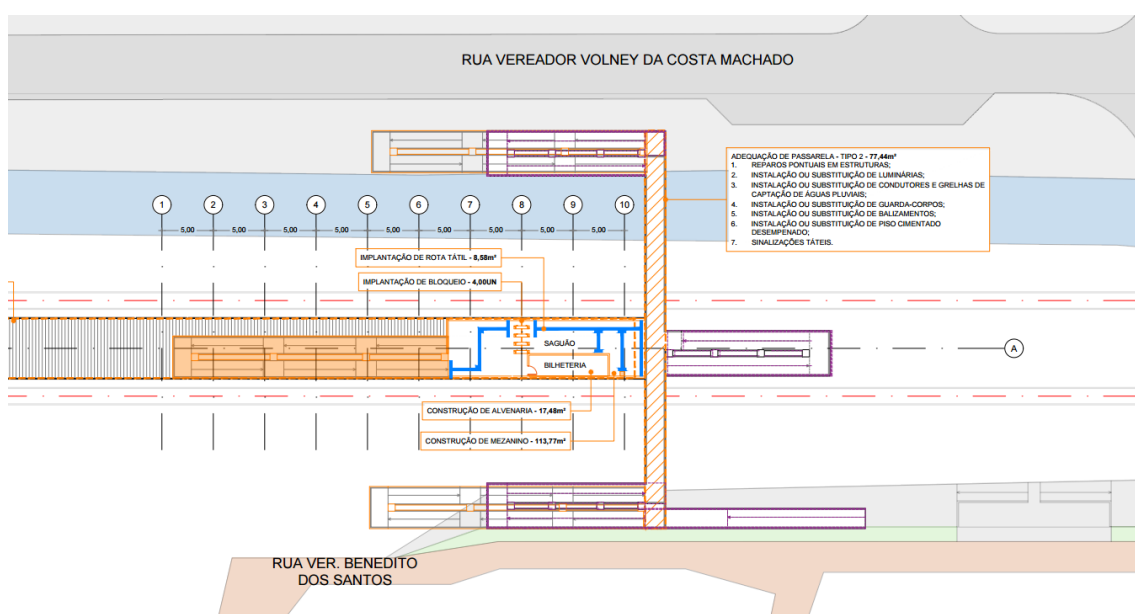 RUA VEREADOR VOLNEY DA COSTA MACHADO
ADEQUAÇÃO DE PASSARELA - TIPO 2 - 77,44m²
1. REPAROS PONTUAIS EM ESTRUTURAS;
2. INSTALAÇÃO OU SUBSTITUIÇÃO DE LUMINÁRIAS;
3. INSTALAÇÃO OU SUBSTITUIÇÃO DE CONDUTORES E GRELHAS DE
CAPTAÇÃO DE ÁGUAS PLUVIAIS;
4. INSTALAÇÃO OU SUBSTITUIÇÃO DE GUARDA-CORPOS;
5. INSTALAÇÃO OU SUBSTITUIÇÃO DE BALIZAMENTOS;
6. INSTALAÇÃO OU SUBSTITUIÇÃO DE PISO CIMENTADO
DESEMPENADO;
7. SINALIZAÇÕES TÁTEIS.
1 2 3 4 5 6 7 8 9 10
5,00 5,00 5,00 5,00 5,00 5,00 5,00 5,00 5,00
IMPLANTAÇÃO DE ROTA TÁTIL - 8,58m²
IMPLANTAÇÃO DE BLOQUEIO - 4,00UN
SAGUÃO
A
BILHETERIA
CONSTRUÇÃO DE ALVENARIA - 17,48m²
CONSTRUÇÃO DE MEZANINO - 113,77m²
RUA VER. BENEDITO
DOS SANTOS